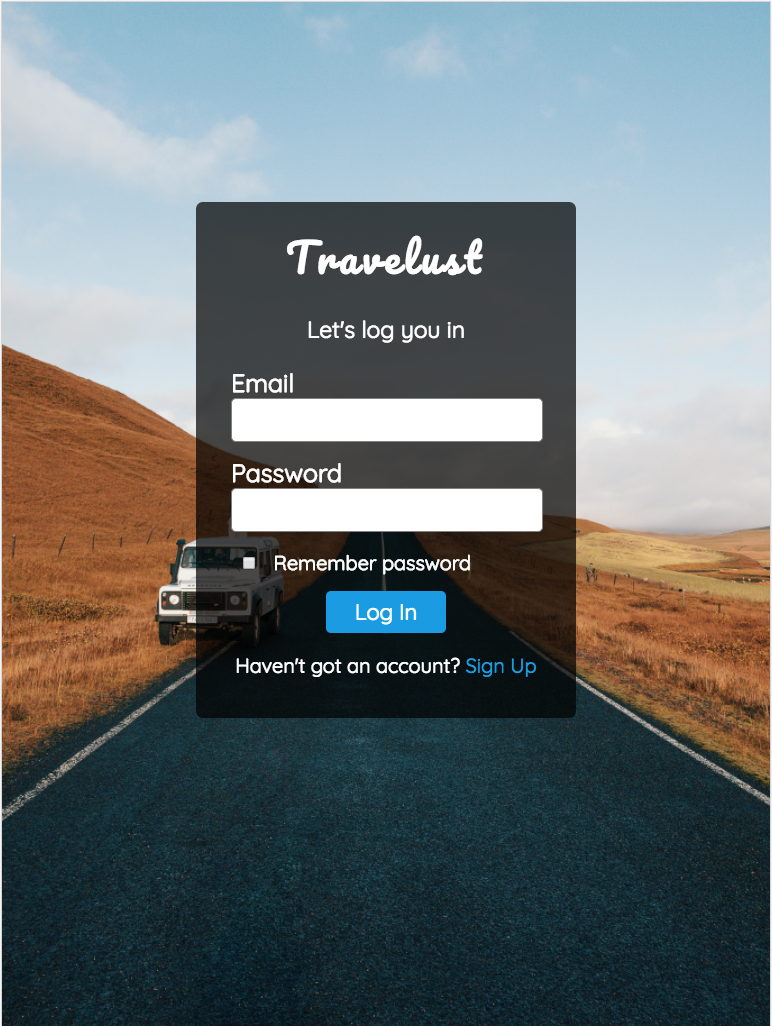 Travelust
Let's log you in
Email
Password
Remember password
Log In
Haven't got an account? Sign Up